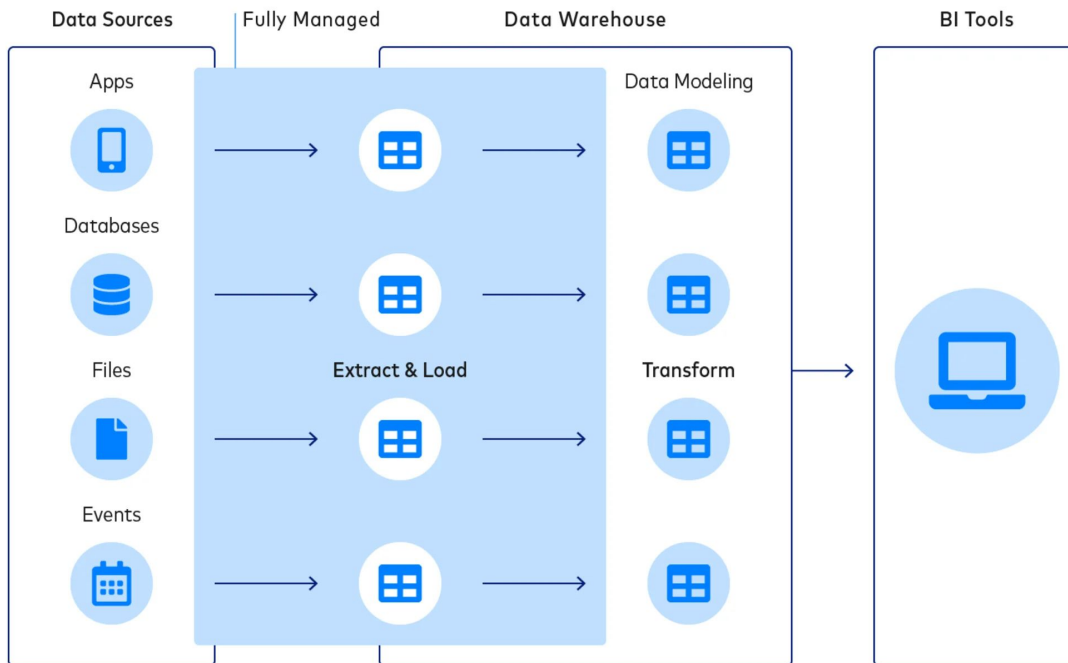 Data Sources
Fully Managed
Data Warehouse
BI Tools
Apps
Data Modeling
Databases
Files
Extract & Load
Transform
Events